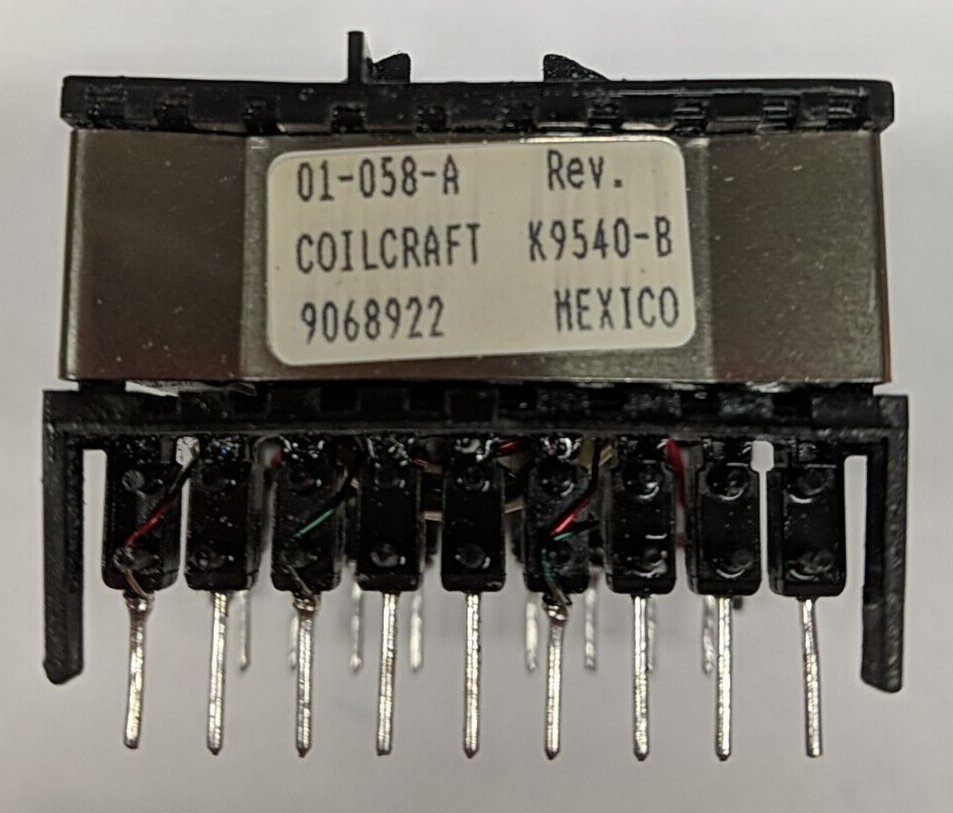 01-058-A Rev.
COILCRAFT K9540-B
9068922 MEXICO